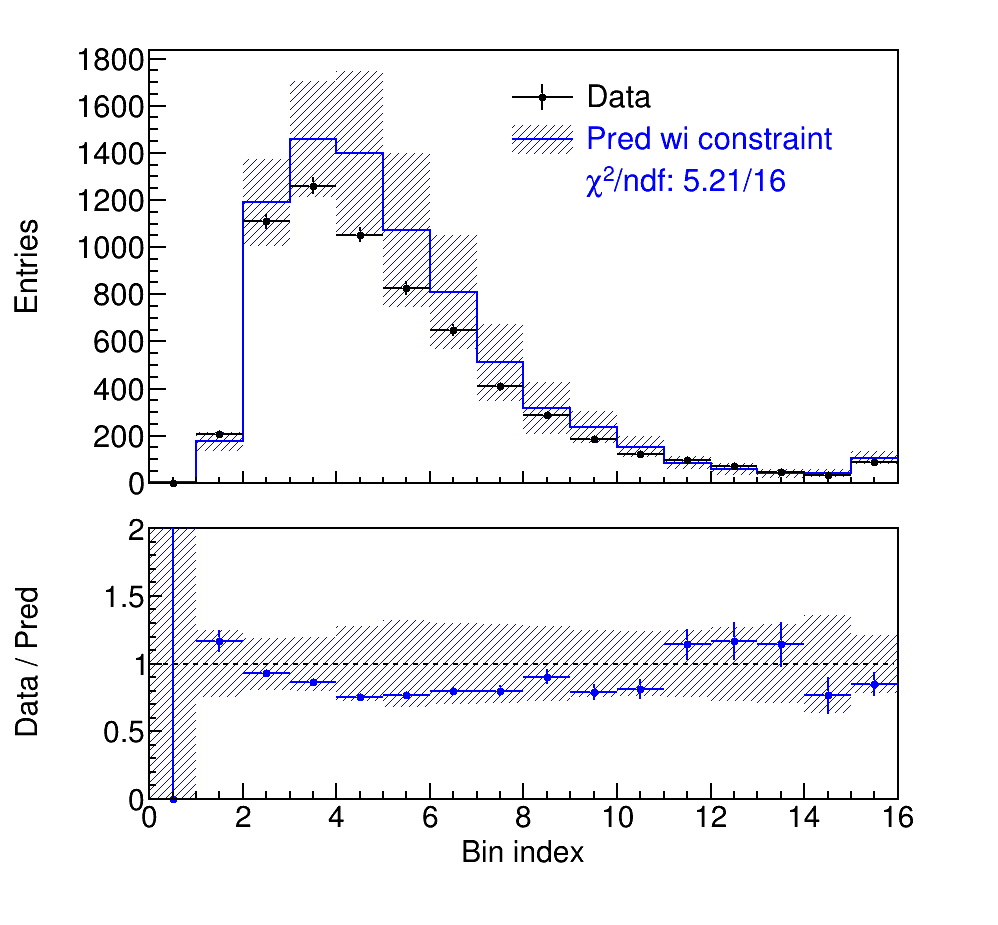 1800
1600
1400
1200
1000
800
600
400
200
0
Entries
Data
Pred wi constraint
χ²/ndf: 5.21/16
2
1.5
1
0.5
0
Data / Pred
0 2 4 6 8 10 12 14 16
Bin index